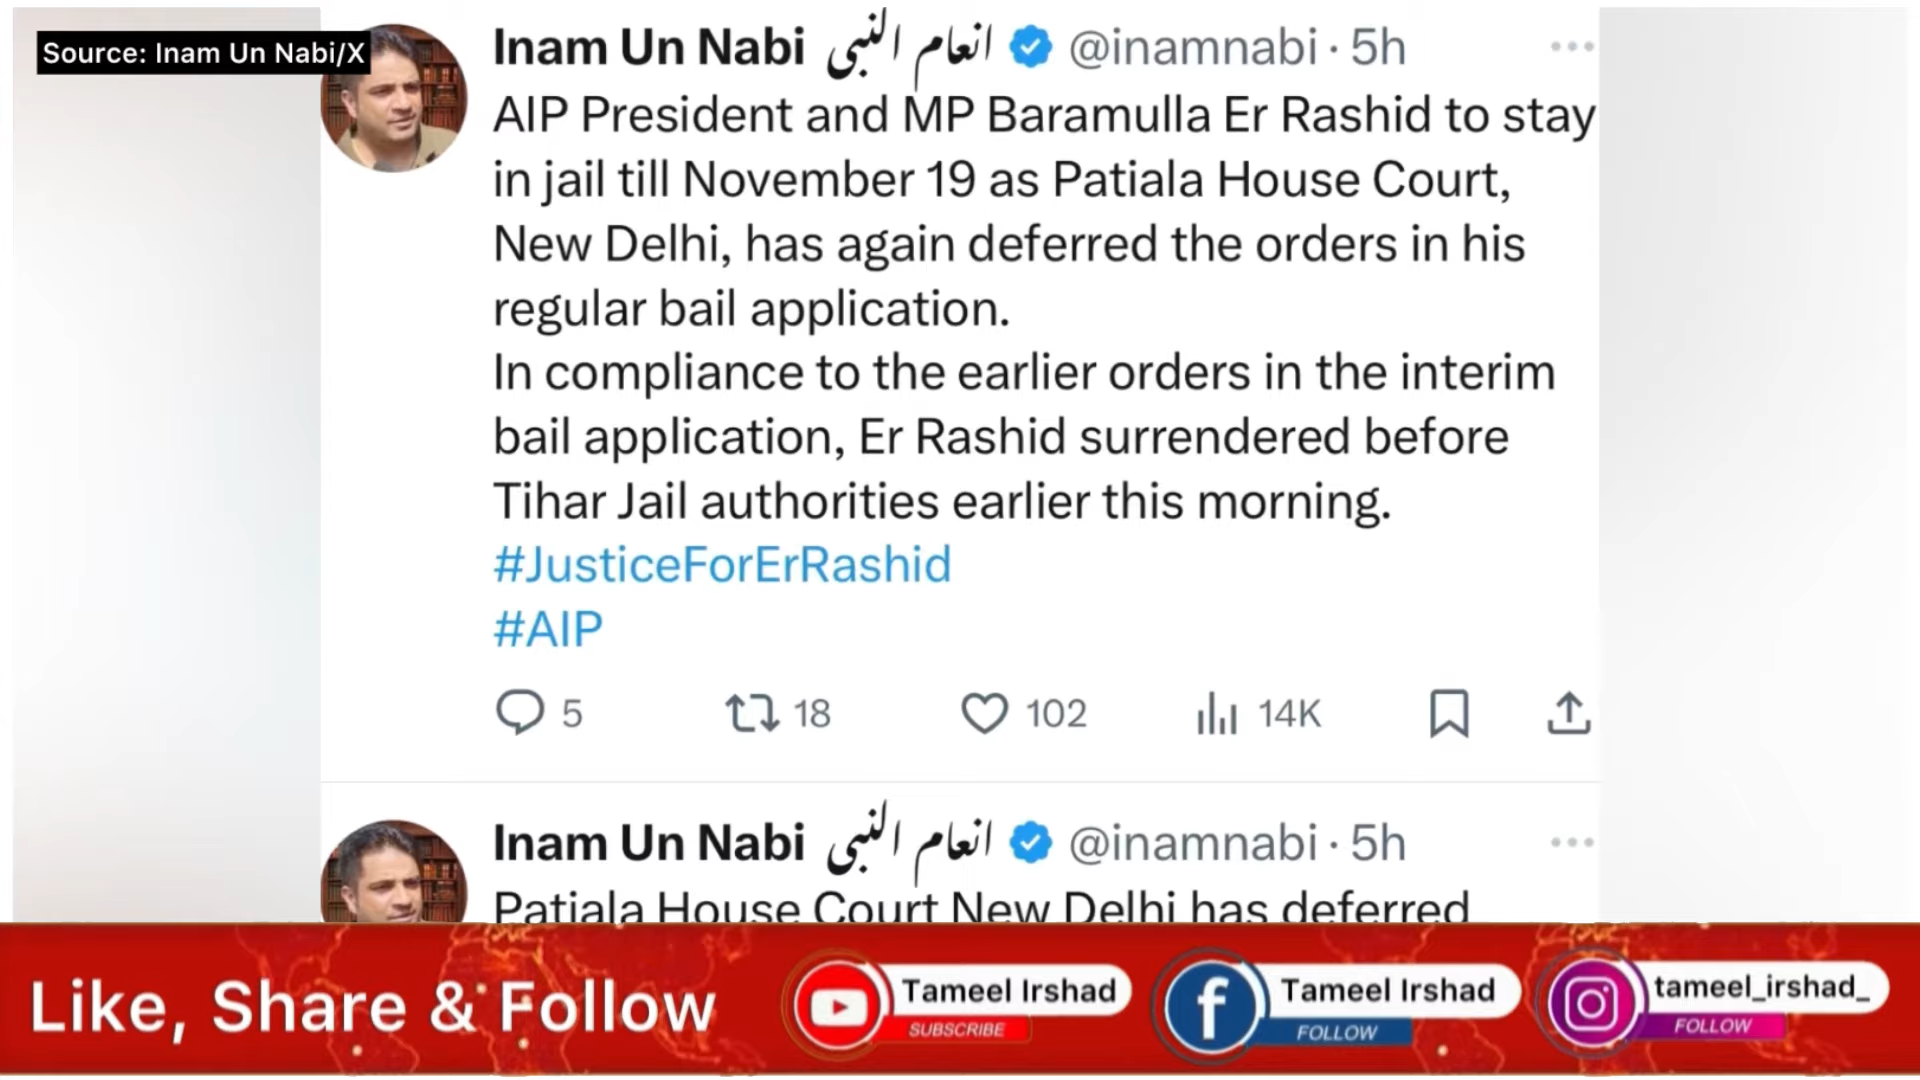 Source: Inam Un Nabi/X
Inam Un Nabi انعام النبی @inamnabi · 5h
AIP President and MP Baramulla Er Rashid to stay
in jail till November 19 as Patiala House Court,
New Delhi, has again deferred the orders in his
regular bail application.
In compliance to the earlier orders in the interim
bail application, Er Rashid surrendered before
Tihar Jail authorities earlier this morning.
#JusticeForErRashid
#AIP
5 18 102 14K
Inam Un Nabi انعام النبی @inamnabi · 5h
Patiala House Court New Delhi has deferred
Like, Share & Follow
Tameel Irshad
SUBSCRIBE
Tameel Irshad
FOLLOW
tameel_irshad_
FOLLOW